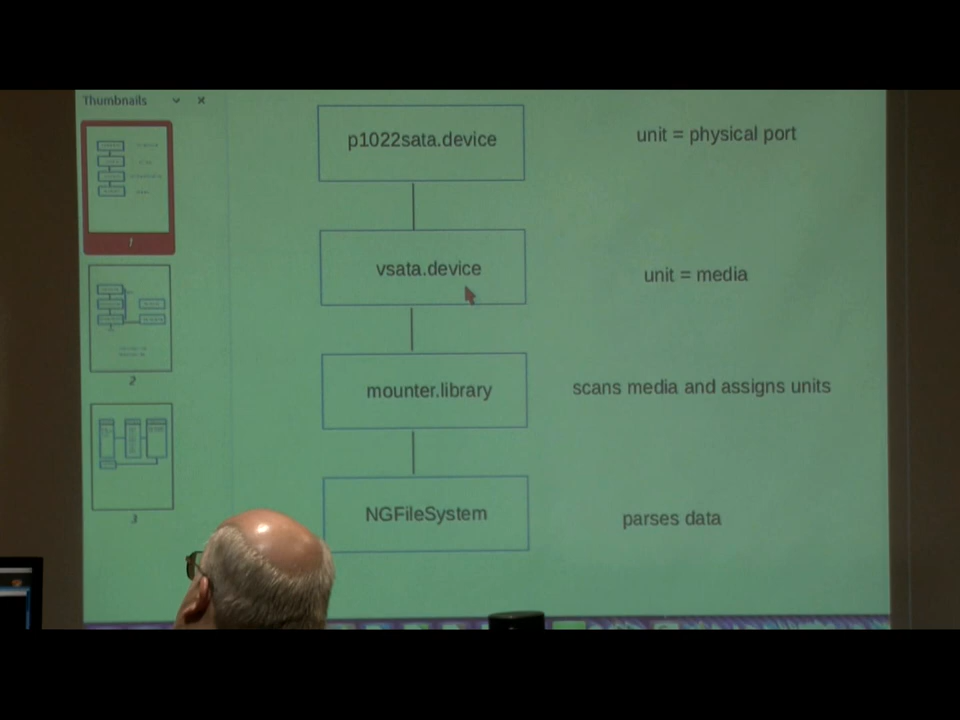 Thumbnails
p1022sata.device
unit = physical port
vsata.device
unit = media
mounter.library
scans media and assigns units
NGFileSystem
parses data
1
2
3